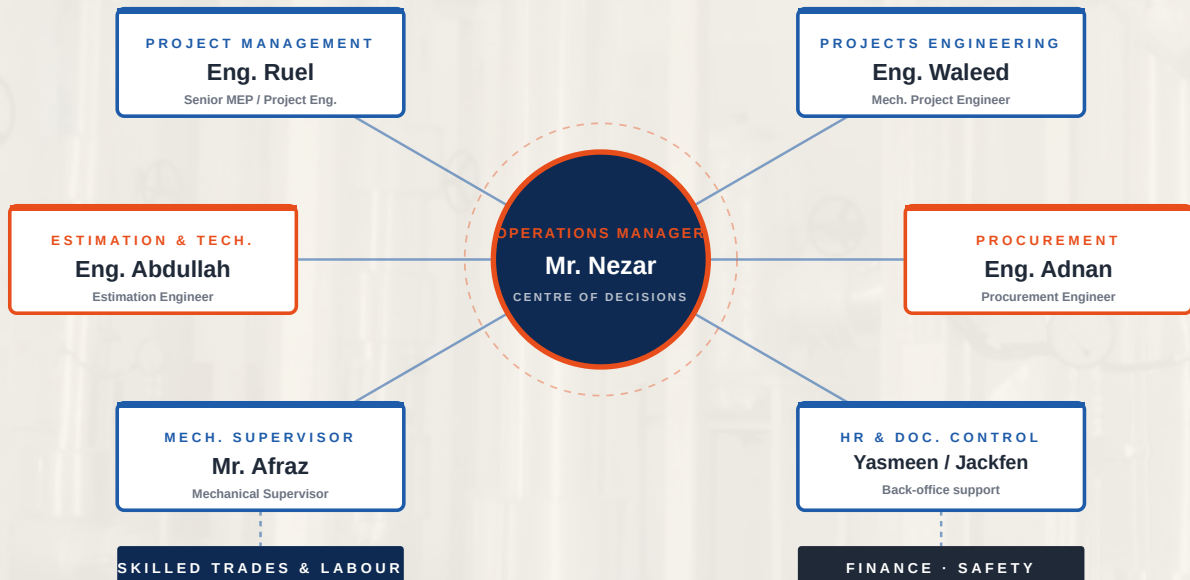 PROJECT MANAGEMENT
Eng. Ruel
Senior MEP / Project Eng.
PROJECTS ENGINEERING
Eng. Waleed
Mech. Project Engineer
ESTIMATION & TECH.
Eng. Abdullah
Estimation Engineer
OPERATIONS MANAGER
Mr. Nezar
CENTRE OF DECISIONS
PROCUREMENT
Eng. Adnan
Procurement Engineer
MECH. SUPERVISOR
Mr. Afraz
Mechanical Supervisor
HR & DOC. CONTROL
Yasmeen / Jackfen
Back-office support
SKILLED TRADES & LABOUR
FINANCE · SAFETY